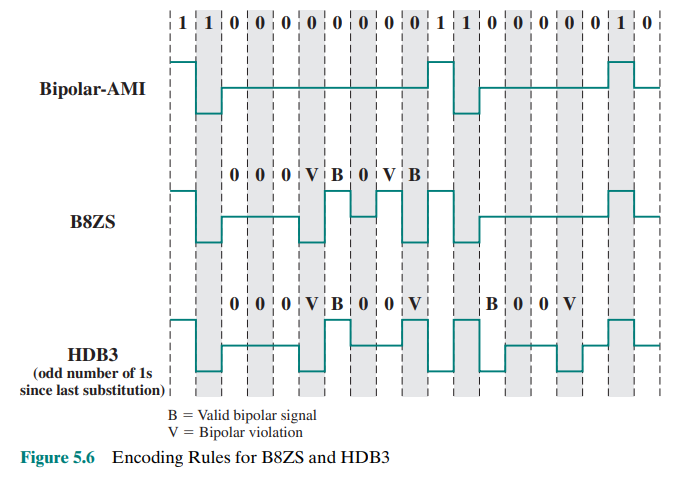 1 1 0 0 0 0 0 0 0 0 1 1 0 0 0 0 0 1 0
Bipolar-AMI
0 0 0 V B 0 V B
B8ZS
0 0 0 V B 0 0 V B 0 0 V
HDB3
(odd number of 1s
since last substitution)
B = Valid bipolar signal
V = Bipolar violation
Figure 5.6 Encoding Rules for B8ZS and HDB3